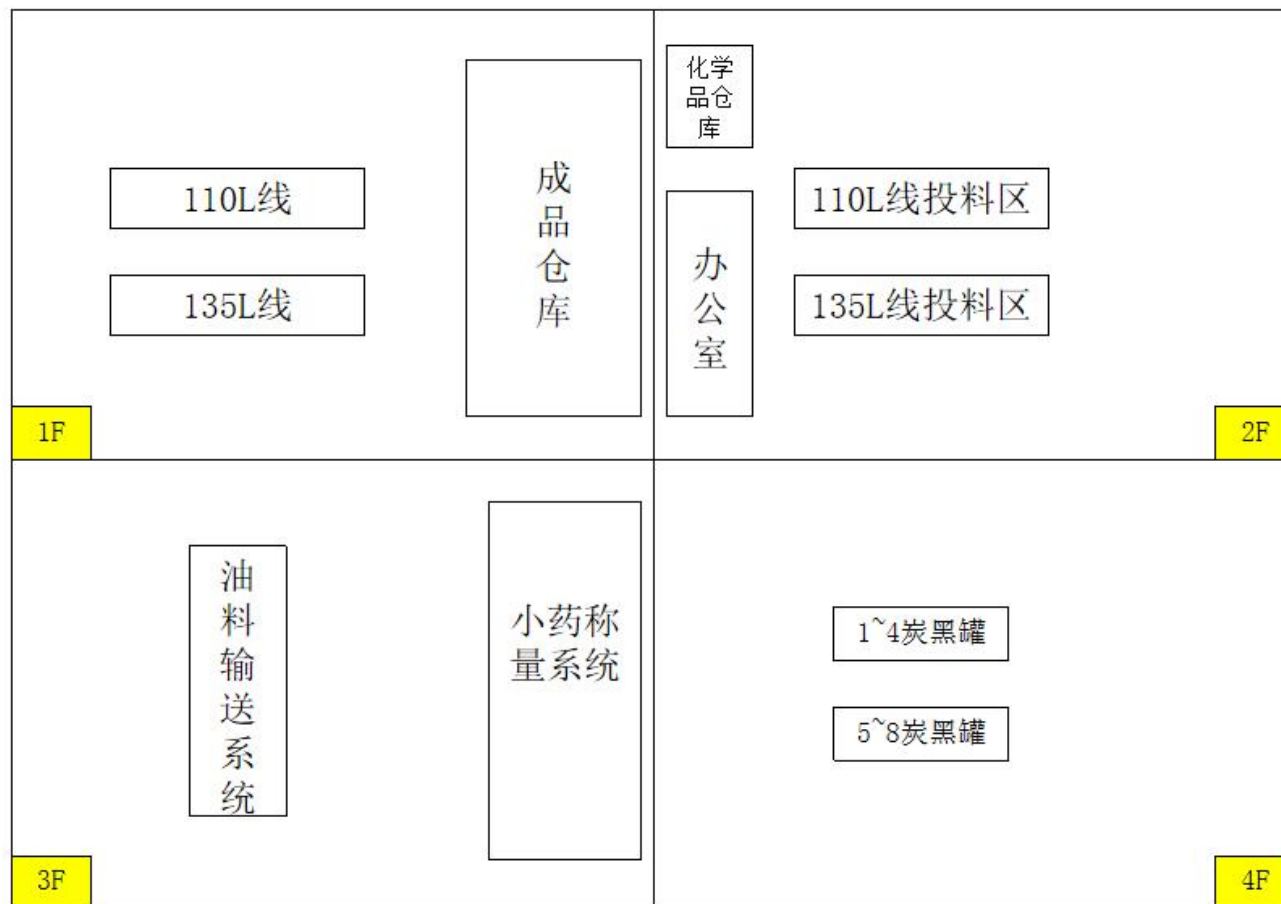 110L线
135L线
成
品
仓
库
1F
化学
品仓
库
办
公
室
110L线投料区
135L线投料区
2F
油
料
输
送
系
统
小药称
量系统
3F
1~4炭黑罐
5~8炭黑罐
4F